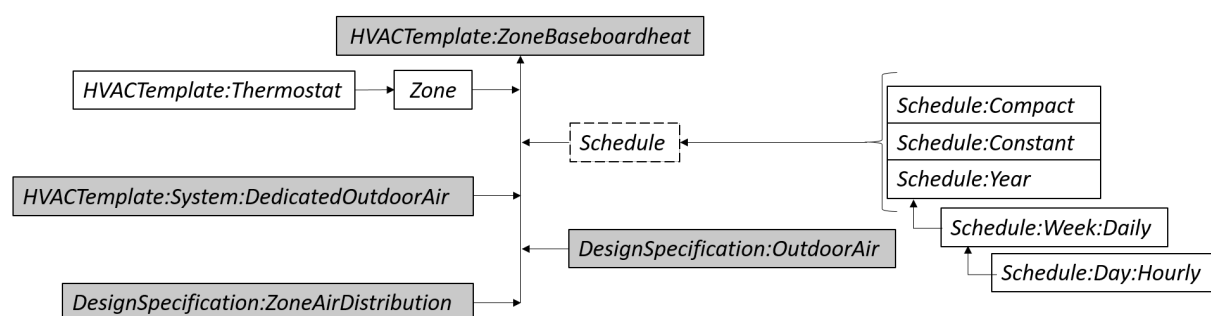 HVACTemplate:ZoneBaseboardheat
HVACTemplate:Thermostat
Zone
Schedule:Compact
Schedule
Schedule:Constant
Schedule:Year
HVACTemplate:System:DedicatedOutdoorAir
Schedule:Week:Daily
DesignSpecification:OutdoorAir
Schedule:Day:Hourly
DesignSpecification:ZoneAirDistribution